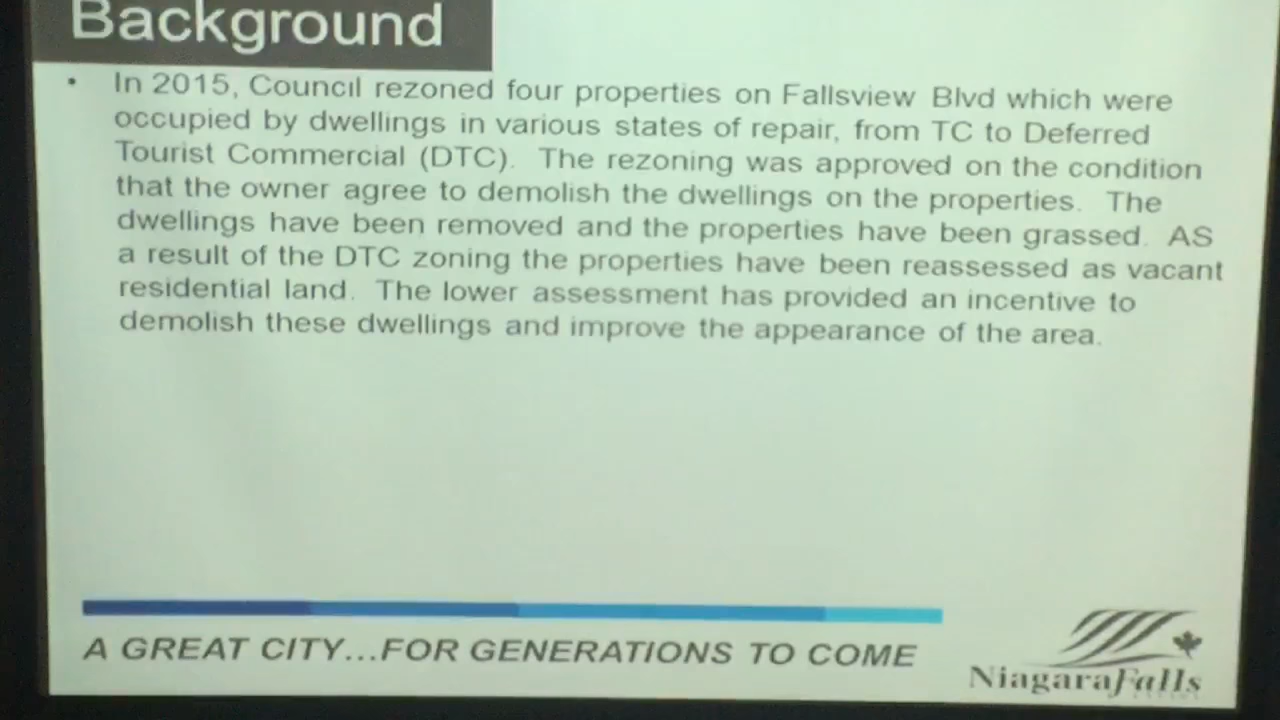 Background
• In 2015, Council rezoned four properties on Fallsview Blvd which were
occupied by dwellings in various states of repair, from TC to Deferred
Tourist Commercial (DTC). The rezoning was approved on the condition
that the owner agree to demolish the dwellings on the properties. The
dwellings have been removed and the properties have been grassed. AS
a result of the DTC zoning the properties have been reassessed as vacant
residential land. The lower assessment has provided an incentive to
demolish these dwellings and improve the appearance of the area.
A GREAT CITY...FOR GENERATIONS TO COME
NiagaraFalls